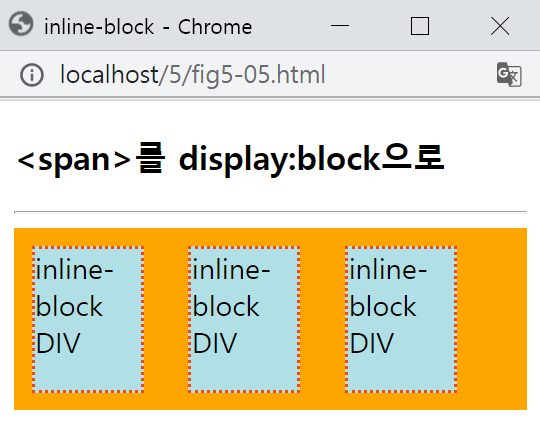 inline-block - Chrome
localhost/5/fig5-05.html
<span>를 display:block으로
inline- inline- inline-
block block block
DIV DIV DIV